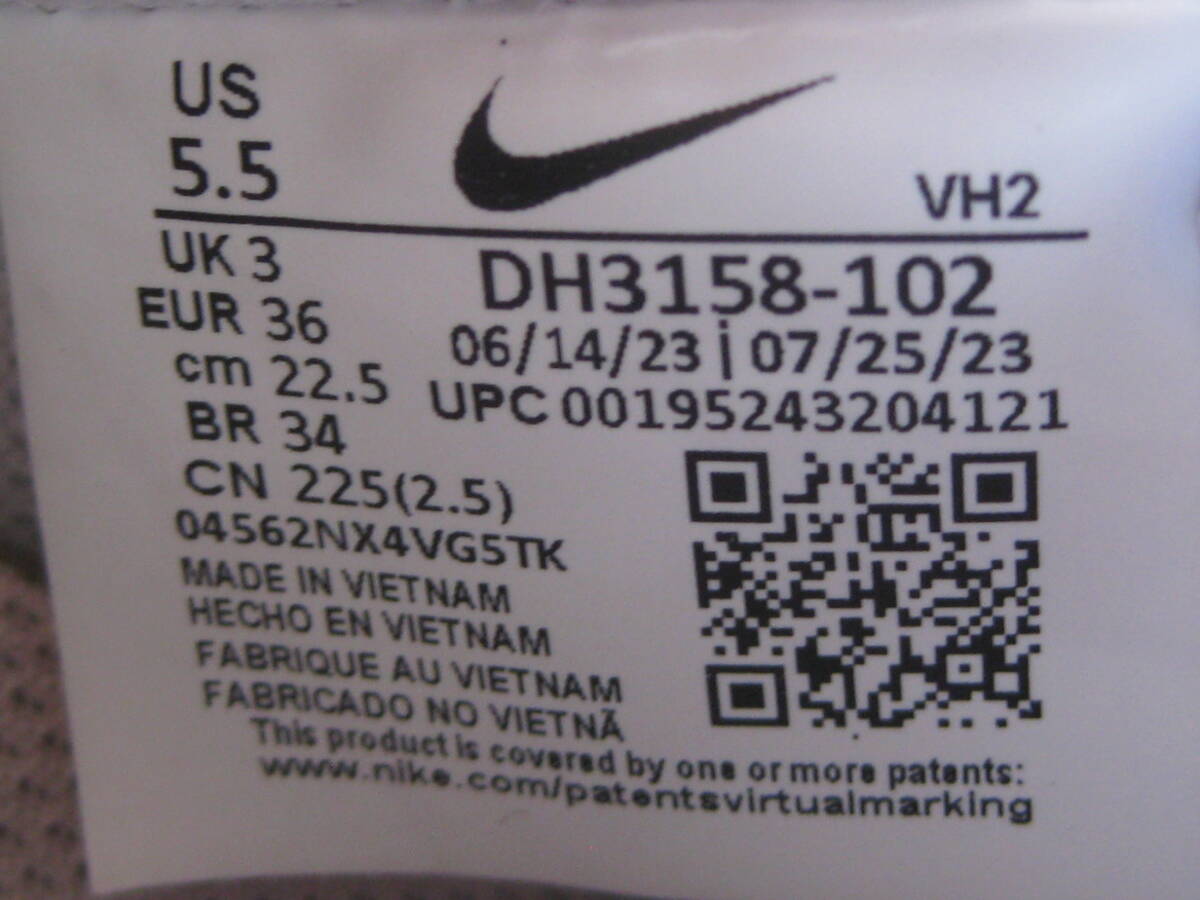 US
5.5
VH2
UK 3
EUR 36
cm 22.5
BR 34
CN 225(2.5)
DH3158-102
06/14/23 | 07/25/23
UPC 00195243204121
04562NX4VG5TK
MADE IN VIETNAM
HECHO EN VIETNAM
FABRIQUE AU VIETNAM
FABRICADO NO VIETNÃ
This product is covered by one or more patents:
www.nike.com/patentsvirtualmarking